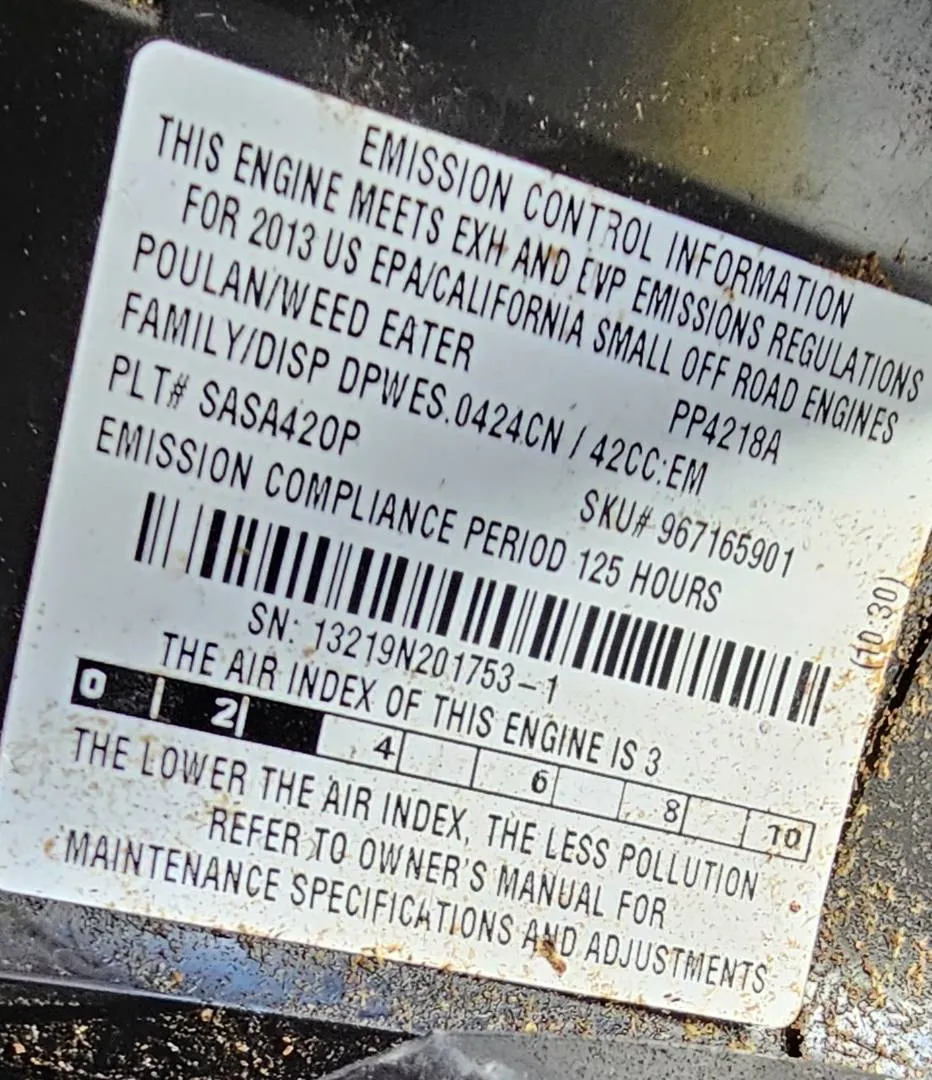 EMISSION CONTROL INFORMATION
THIS ENGINE MEETS EXH AND EVP EMISSIONS REGULATIONS
FOR 2013 US EPA/CALIFORNIA SMALL OFF ROAD ENGINES
POULAN/WEED EATER PP4218A
FAMILY/DISP DPWES.0424CN / 42CC:EM
PLT# SASA420P SKU# 967165901
EMISSION COMPLIANCE PERIOD 125 HOURS
(10:30)
SN: 13219N201753-1
THE AIR INDEX OF THIS ENGINE IS 3
0 2 4 6 8 10
THE LOWER THE AIR INDEX, THE LESS POLLUTION
REFER TO OWNER'S MANUAL FOR
MAINTENANCE SPECIFICATIONS AND ADJUSTMENTS